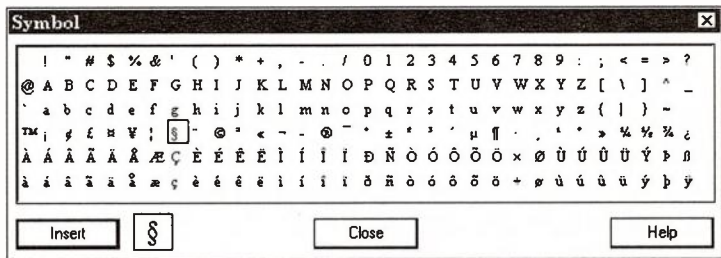 Symbol
! " # $ % & ' ( ) * + , - . / 0 1 2 3 4 5 6 7 8 9 : ; < = > ?
@ A B C D E F G H I J K L M N O P Q R S T U V W X Y Z [ \ ] ^ _
` a b c d e f g h i j k l m n o p q r s t u v w x y z { | } ~
™ ¡ ¢ £ ¤ ¥ ¦ § ¨ © ª « ¬ - ® ¯ ° ± ² ³ ´ µ ¶ · ¸ ¹ º » ¼ ½ ¾ ¿
À Á Â Ã Ä Å Æ Ç È É Ê Ë Ì Í Î Ï Ð Ñ Ò Ó Ô Õ Ö × Ø Ù Ú Û Ü Ý Þ ß
à á â ã ä å æ ç è é ê ë ì í î ï ð ñ ò ó ô õ ö ÷ ø ù ú û ü ý þ ÿ
Insert § Close Help